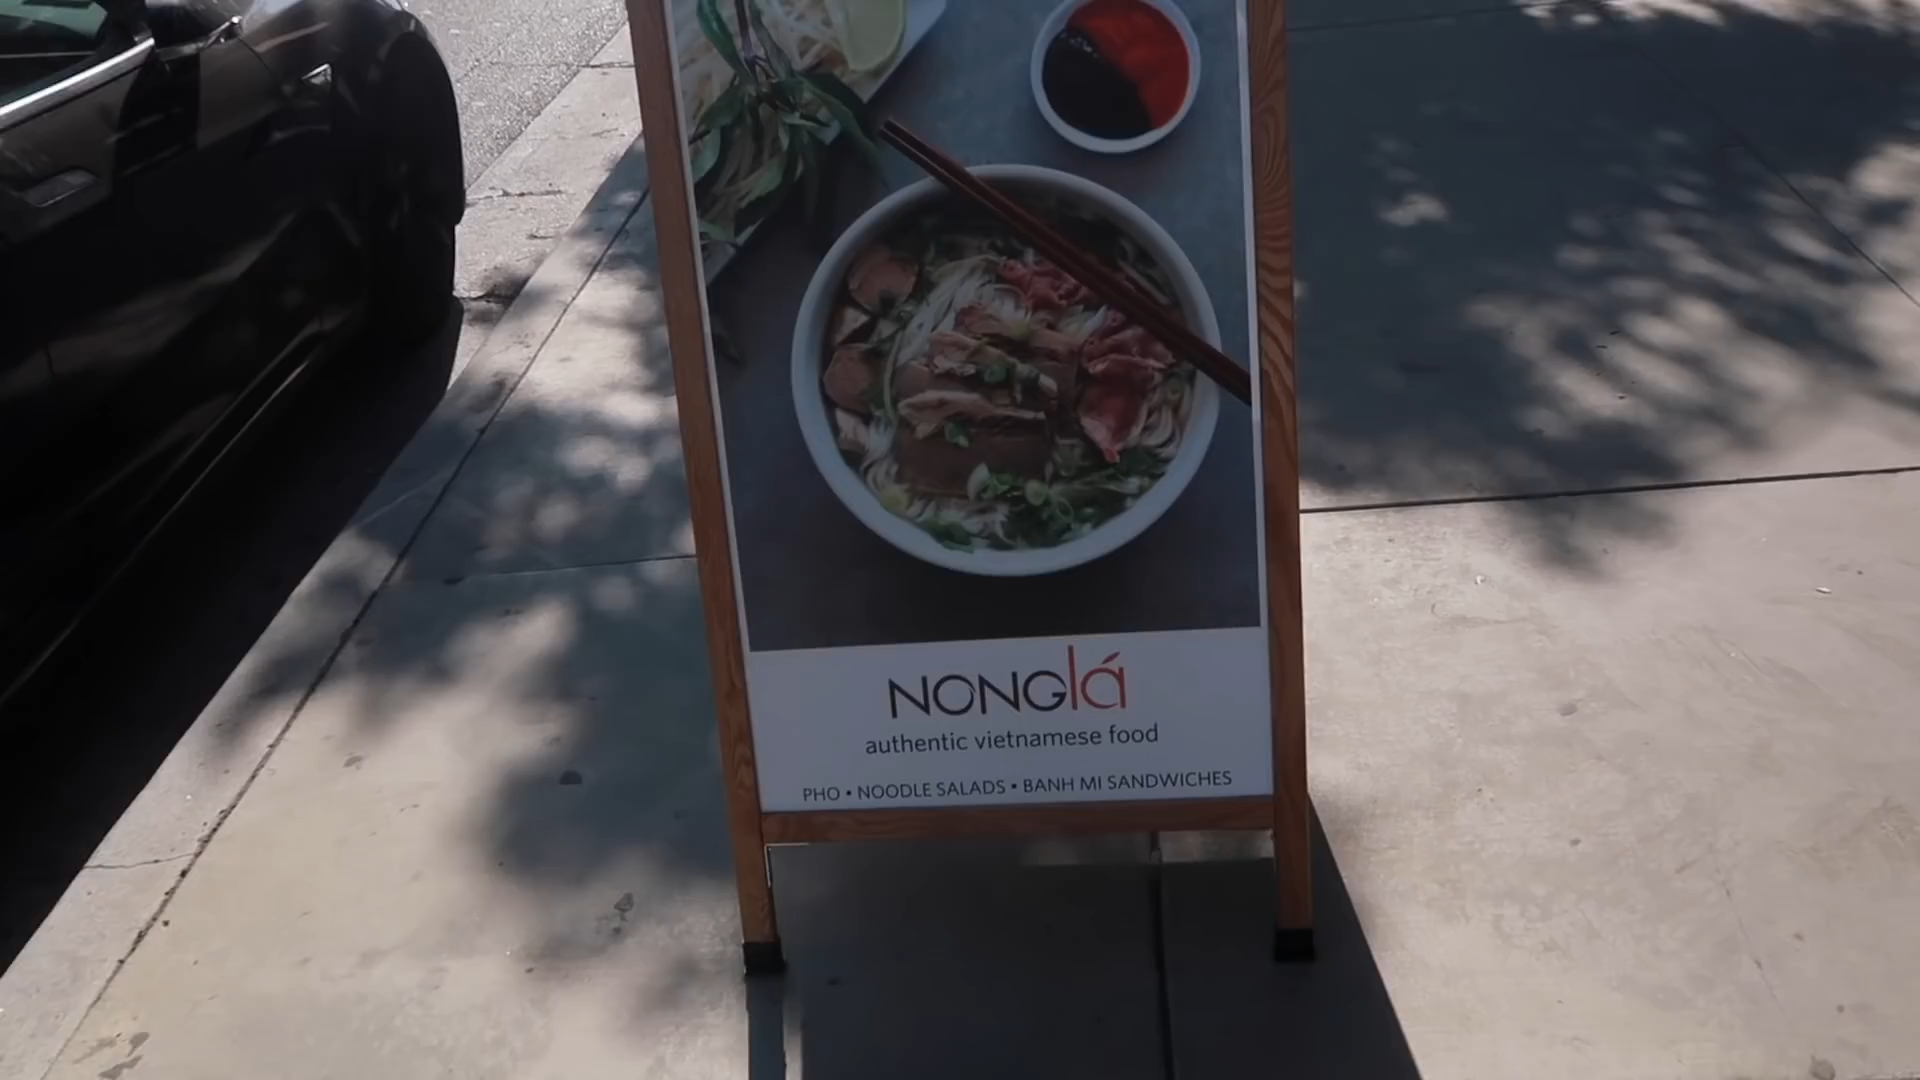 NONGlá
authentic vietnamese food
PHO • NOODLE SALADS • BANH MI SANDWICHES